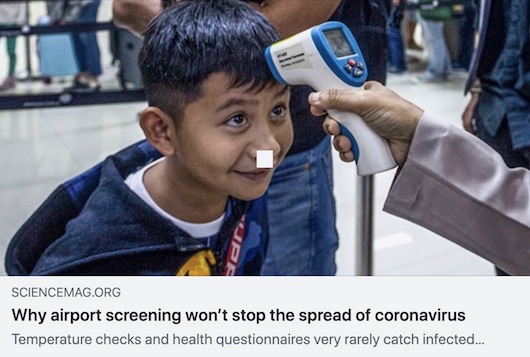 SCIENCEMAG.ORG
Why airport screening won't stop the spread of coronavirus
Temperature checks and health questionnaires very rarely catch infected...